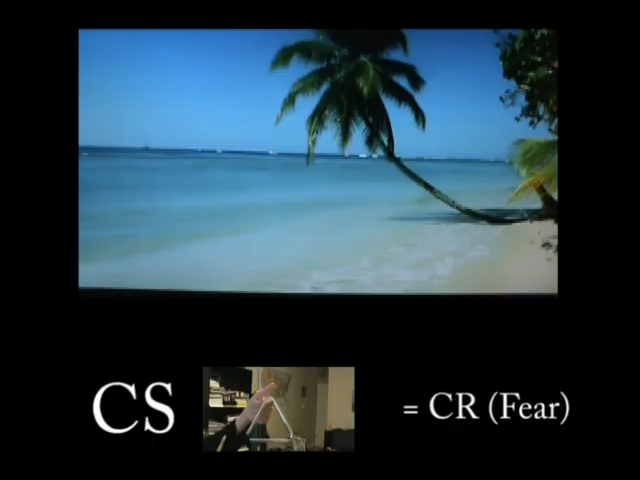 CS = CR (Fear)